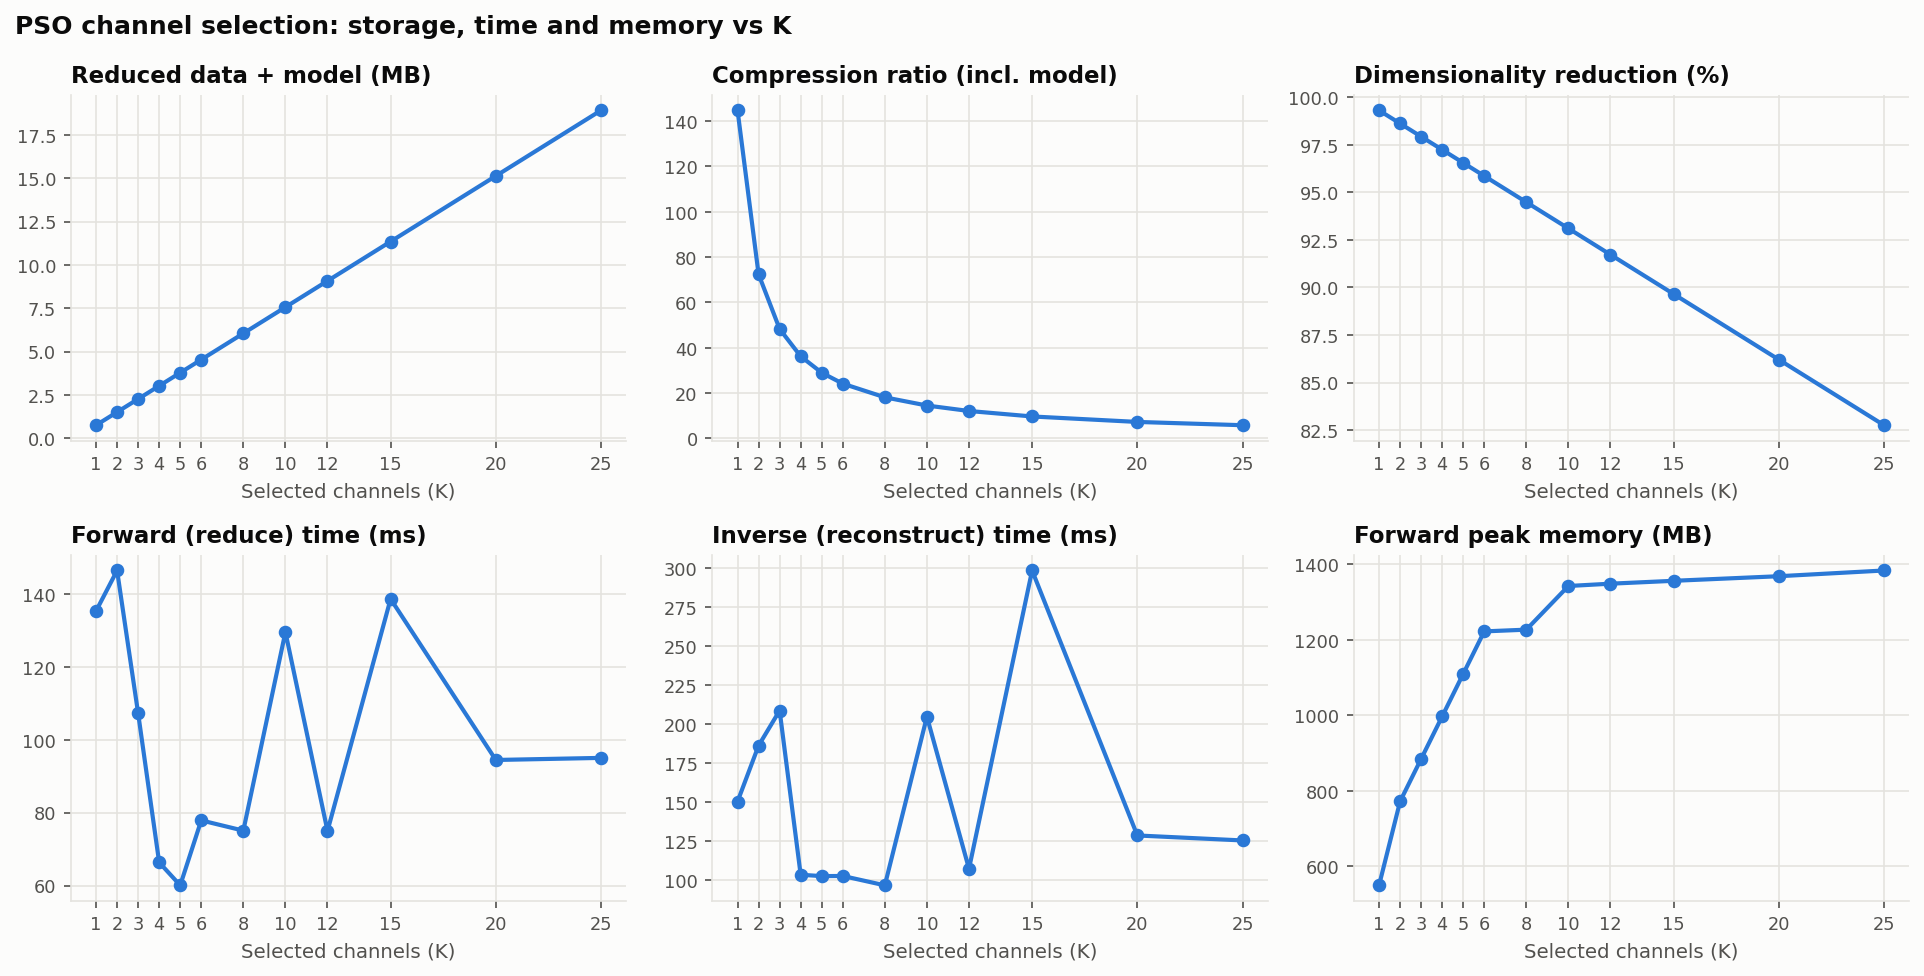 PSO channel selection: storage, time and memory vs K
Reduced data + model (MB)
17.5
15.0
12.5
10.0
7.5
5.0
2.5
0.0
1 2 3 4 5 6 8 10 12 15 20 25
Selected channels (K)
Compression ratio (incl. model)
140
120
100
80
60
40
20
0
1 2 3 4 5 6 8 10 12 15 20 25
Selected channels (K)
Dimensionality reduction (%)
100.0
97.5
95.0
92.5
90.0
87.5
85.0
82.5
1 2 3 4 5 6 8 10 12 15 20 25
Selected channels (K)
Forward (reduce) time (ms)
140
120
100
80
60
1 2 3 4 5 6 8 10 12 15 20 25
Selected channels (K)
Inverse (reconstruct) time (ms)
300
275
250
225
200
175
150
125
100
1 2 3 4 5 6 8 10 12 15 20 25
Selected channels (K)
Forward peak memory (MB)
1400
1200
1000
800
600
1 2 3 4 5 6 8 10 12 15 20 25
Selected channels (K)